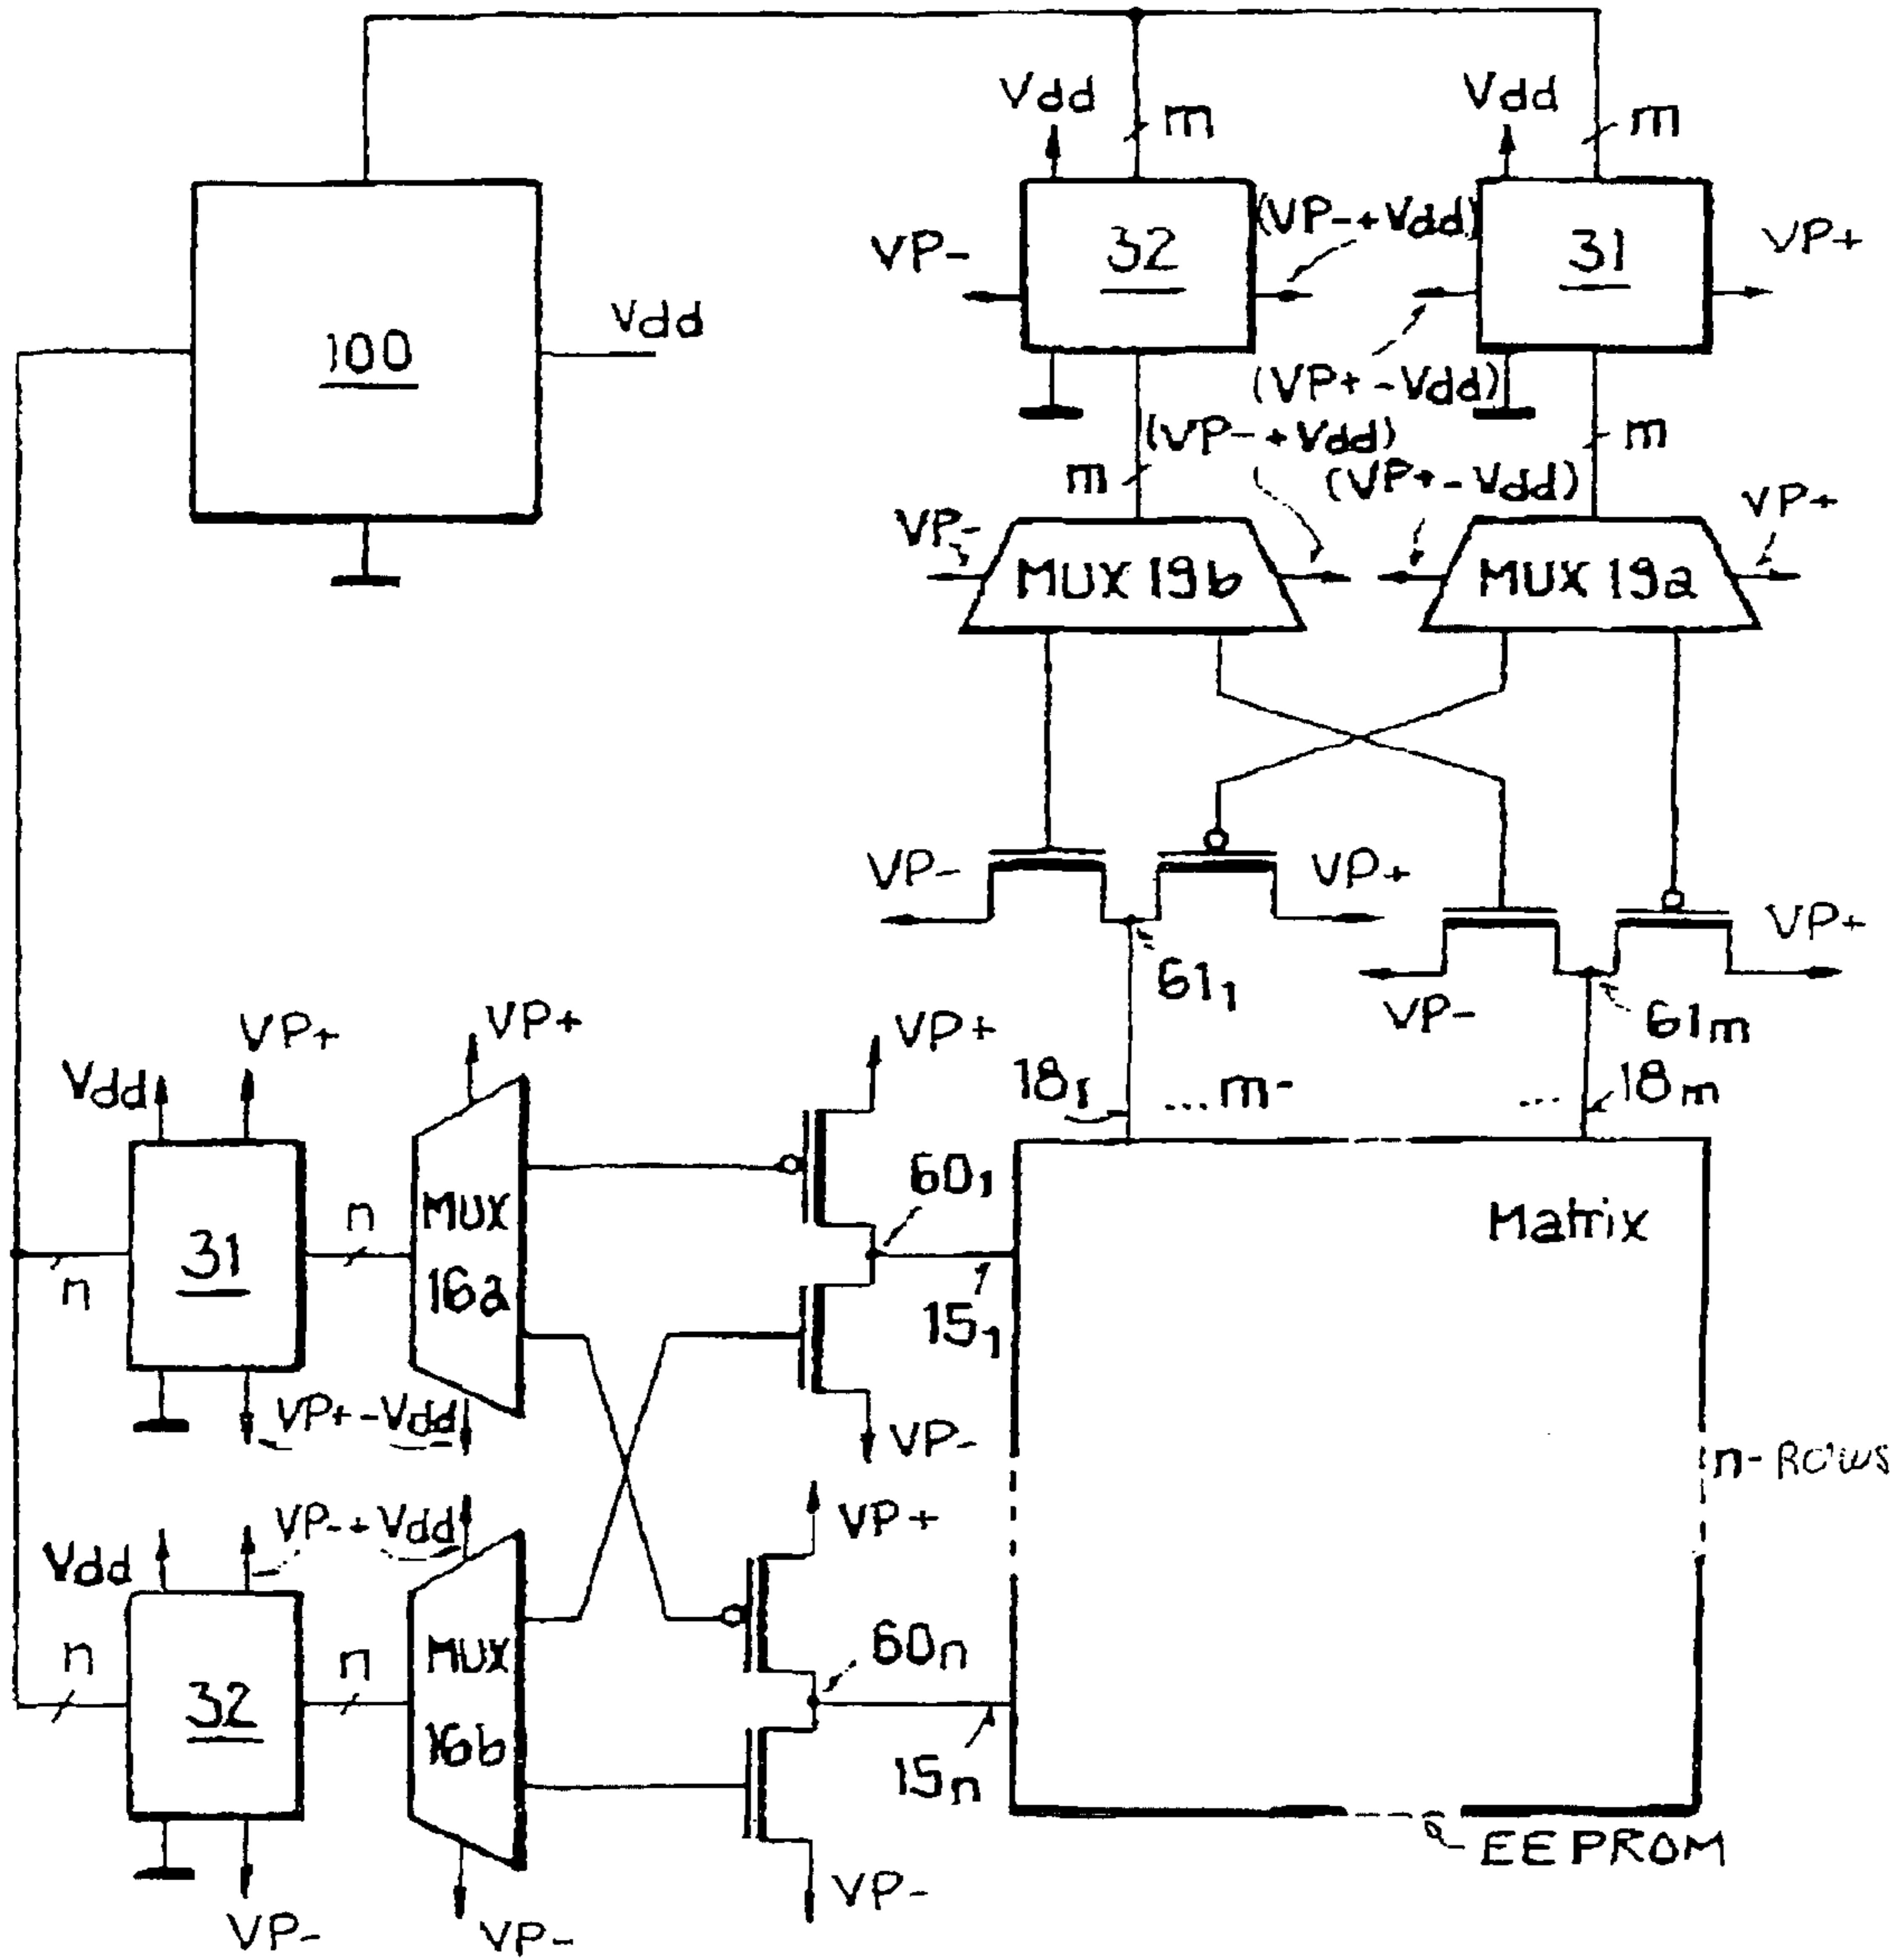 Vdd
m
Vdd
m
100
Vdd
VP-
32
(VP-+Vdd)
31
VP+
(VP+-Vdd)
(VP-+Vdd)
m
m
(VP+-Vdd)
VP-
MUX 19b
MUX 19a
VP+
VP-
VP+
VP-
VP+
61₁
61m
18₁
...m-
...
18m
VP+
Vdd
VP+
VP+
n
31
n
MUX
16a
60₁
15₁
VP+-Vdd
VP-
Matrix
n-Rows
VP-+Vdd
Vdd
VP+
n
32
n
MUX
16b
60n
15n
VP-
VP-
VP-
EEPROM